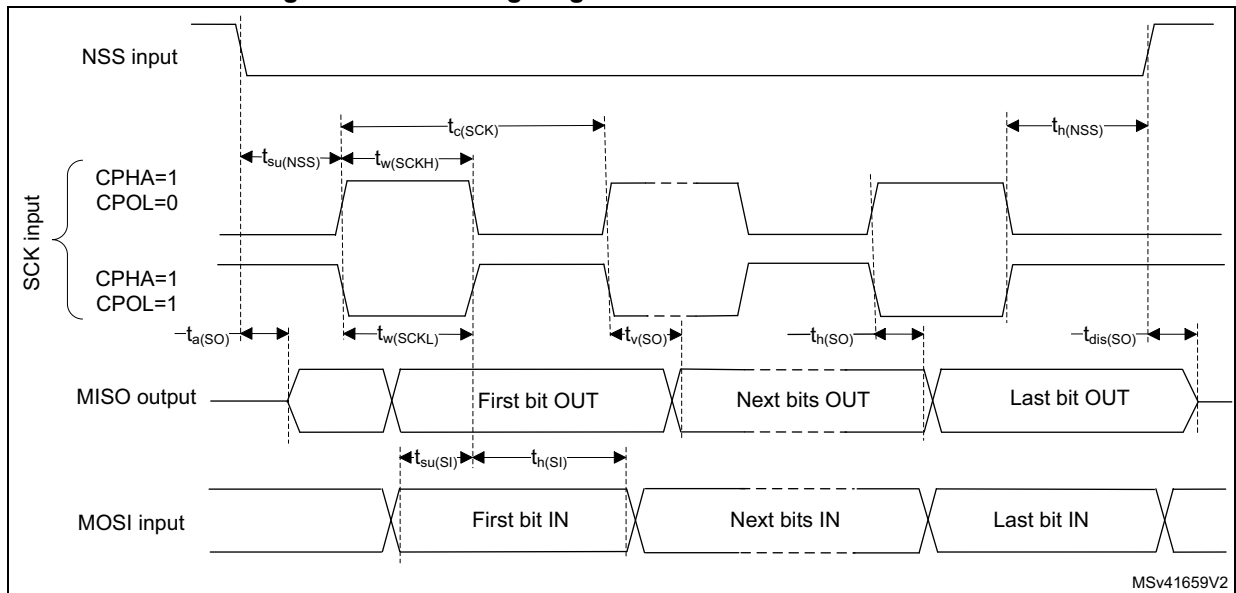 NSS input
tc(SCK)
th(NSS)
tsu(NSS)
tw(SCKH)
SCK input
CPHA=1
CPOL=0
CPHA=1
CPOL=1
ta(SO)
tw(SCKL)
tv(SO)
th(SO)
tdis(SO)
MISO output
First bit OUT
Next bits OUT
Last bit OUT
tsu(SI)
th(SI)
MOSI input
First bit IN
Next bits IN
Last bit IN
MSv41659V2